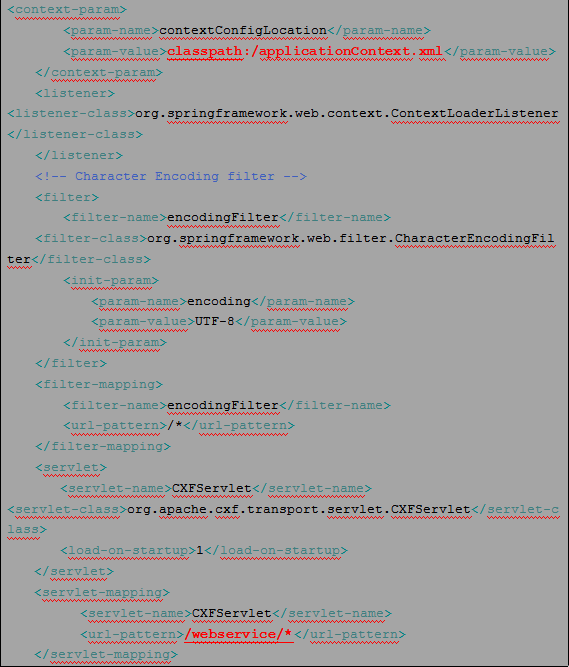 <context-param>
<param-name>contextConfigLocation</param-name>
<param-value>classpath:/applicationContext.xml</param-value>
</context-param>
<listener>
<listener-class>org.springframework.web.context.ContextLoaderListener
</listener-class>
</listener>
<!-- Character Encoding filter -->
<filter>
<filter-name>encodingFilter</filter-name>
<filter-class>org.springframework.web.filter.CharacterEncodingFil
ter</filter-class>
<init-param>
<param-name>encoding</param-name>
<param-value>UTF-8</param-value>
</init-param>
</filter>
<filter-mapping>
<filter-name>encodingFilter</filter-name>
<url-pattern>/*</url-pattern>
</filter-mapping>
<servlet>
<servlet-name>CXFServlet</servlet-name>
<servlet-class>org.apache.cxf.transport.servlet.CXFServlet</servlet-c
lass>
<load-on-startup>1</load-on-startup>
</servlet>
<servlet-mapping>
<servlet-name>CXFServlet</servlet-name>
<url-pattern>/webservice/*</url-pattern>
</servlet-mapping>